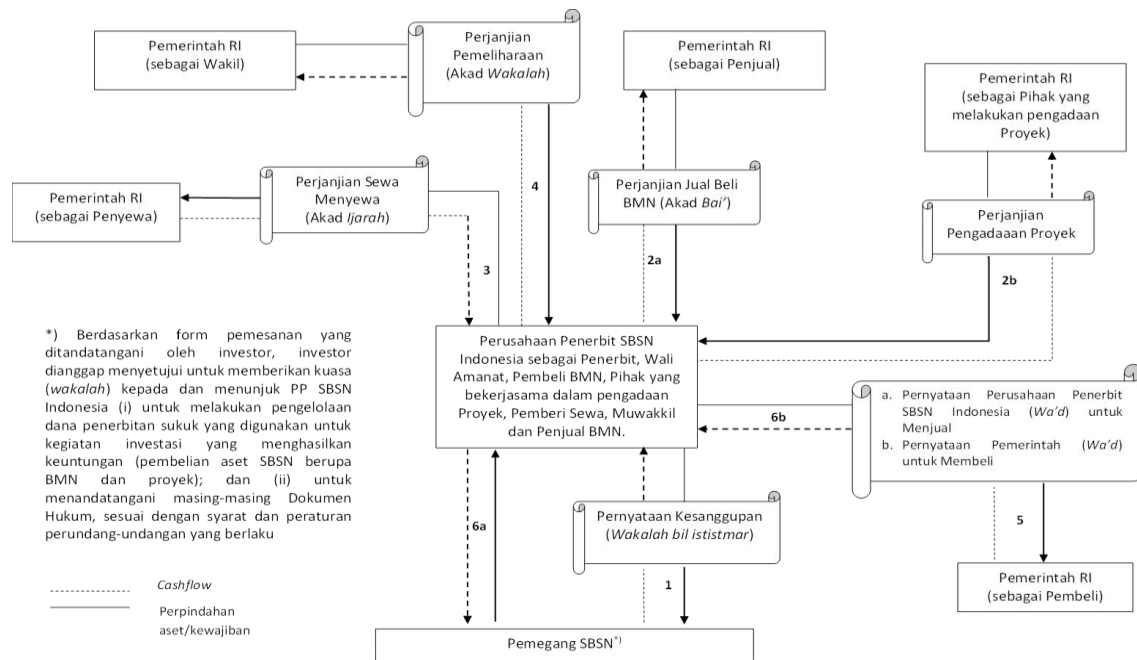 Pemerintah RI
(sebagai Wakil)
Perjanjian
Pemeliharaan
(Akad Wakalah)
Pemerintah RI
(sebagai Penjual)
Pemerintah RI
(sebagai Pihak yang
melakukan pengadaan
Proyek)
Pemerintah RI
(sebagai Penyewa)
Perjanjian Sewa
Menyewa
(Akad Ijarah)
4
Perjanjian Jual Beli
BMN (Akad Bai')
Perjanjian
Pengadaaan Proyek
3
2a
2b
*) Berdasarkan form pemesanan yang
ditandatangani oleh investor, investor
dianggap menyetujui untuk memberikan kuasa
(wakalah) kepada dan menunjuk PP SBSN
Indonesia (i) untuk melakukan pengelolaan
dana penerbitan sukuk yang digunakan untuk
kegiatan investasi yang menghasilkan
keuntungan (pembelian aset SBSN berupa
BMN dan proyek); dan (ii) untuk
menandatangani masing-masing Dokumen
Hukum, sesuai dengan syarat dan peraturan
perundang-undangan yang berlaku
Perusahaan Penerbit SBSN
Indonesia sebagai Penerbit, Wali
Amanat, Pembeli BMN, Pihak yang
bekerjasama dalam pengadaan
Proyek, Pemberi Sewa, Muwakkil
dan Penjual BMN.
6b
a. Pernyataan Perusahaan Penerbit
SBSN Indonesia (Wa'd) untuk
Menjual
b. Pernyataan Pemerintah (Wa'd)
untuk Membeli
6a
Pernyataan Kesanggupan
(Wakalah bil ististmar)
5
1
Pemerintah RI
(sebagai Pembeli)
Cashflow
Perpindahan
aset/kewajiban
Pemegang SBSN*)